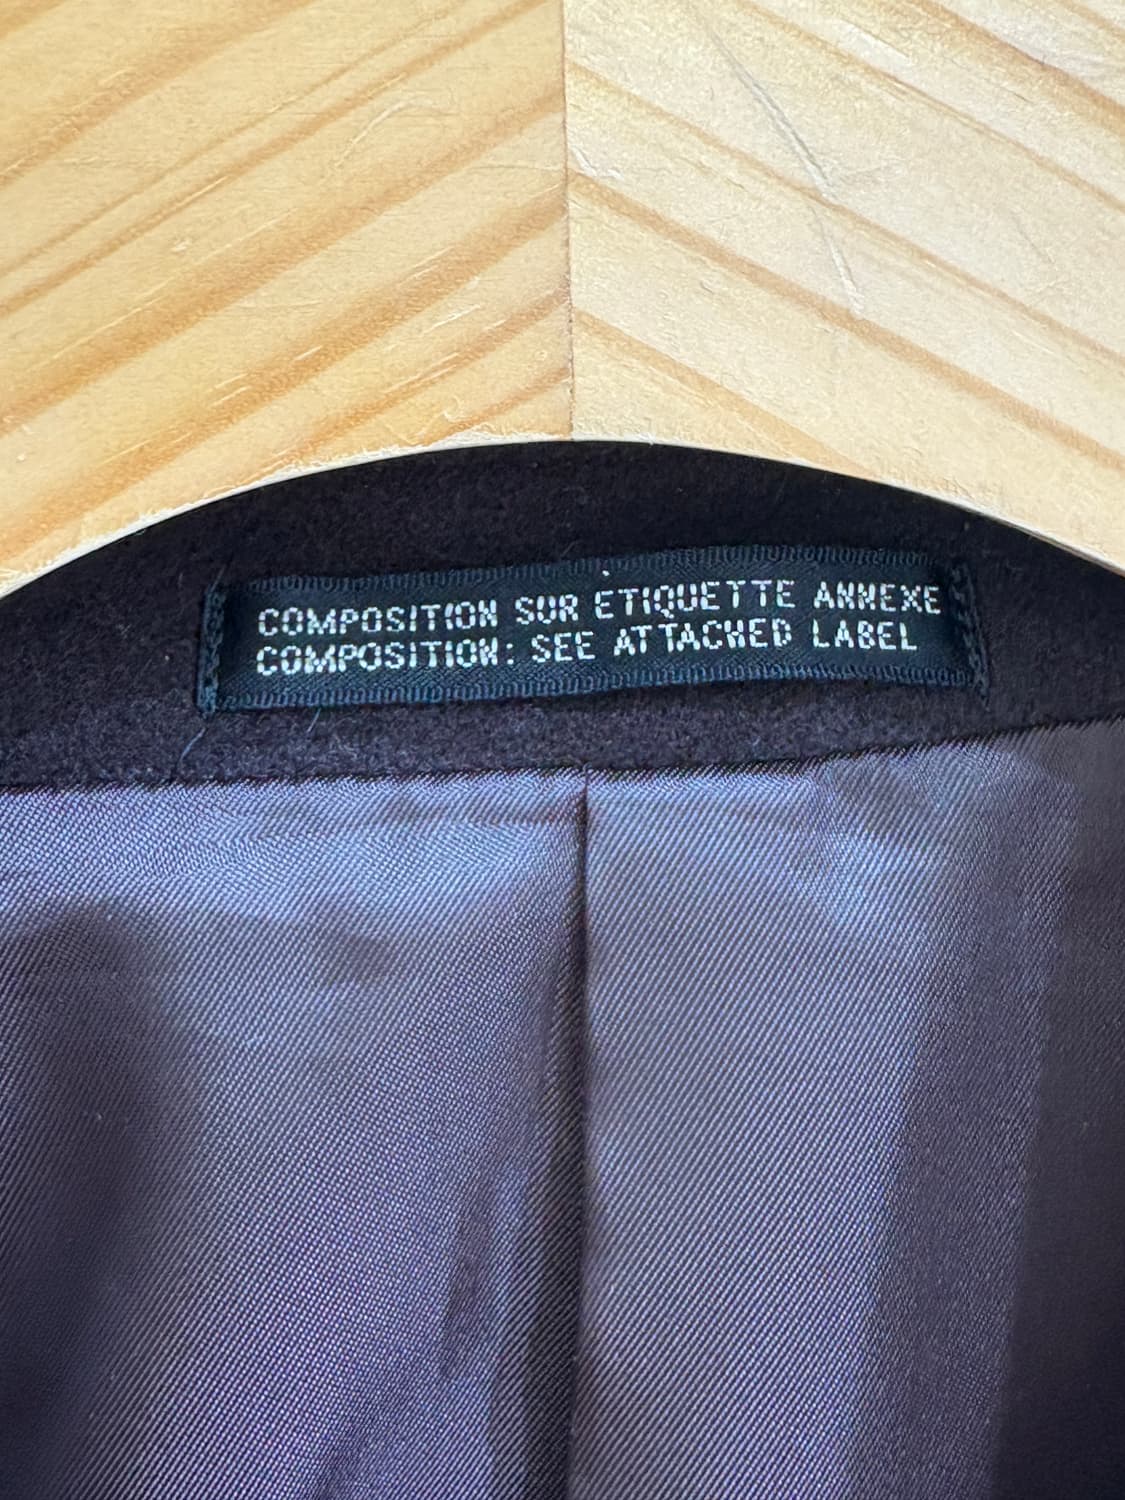 COMPOSITION SUR ETIQUETTE ANNEXE
COMPOSITION: SEE ATTACHED LABEL